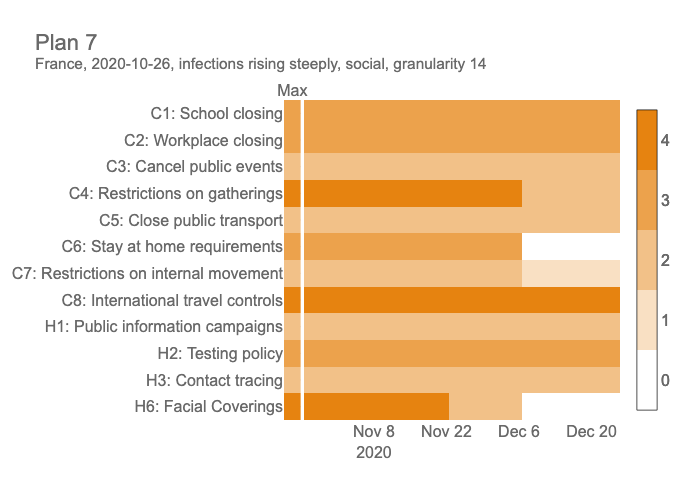 Plan 7
France, 2020-10-26, infections rising steeply, social, granularity 14
Max
C1: School closing
C2: Workplace closing
C3: Cancel public events
C4: Restrictions on gatherings
C5: Close public transport
C6: Stay at home requirements
C7: Restrictions on internal movement
C8: International travel controls
H1: Public information campaigns
H2: Testing policy
H3: Contact tracing
H6: Facial Coverings
Nov 8 Nov 22 Dec 6 Dec 20
2020
4
3
2
1
0